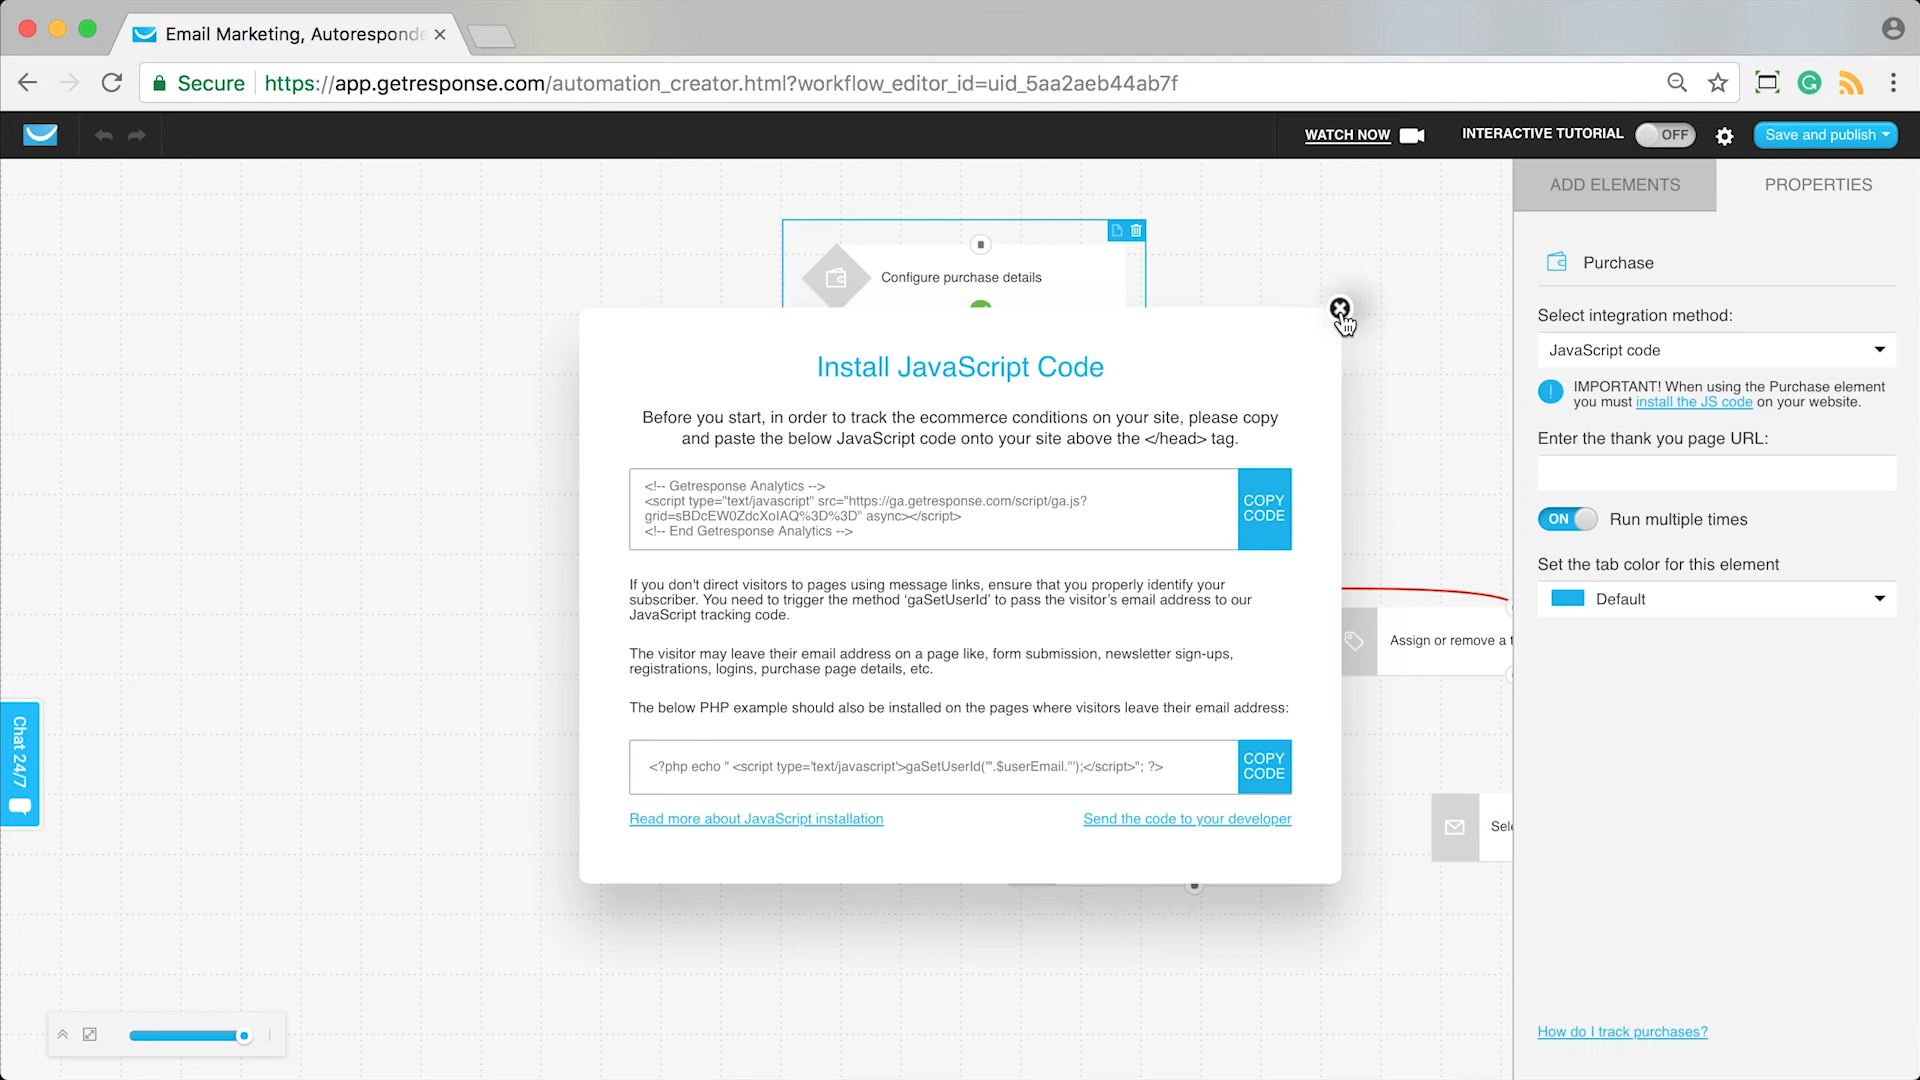 Email Marketing, Autoresponde
Secure
https://app.getresponse.com/automation_creator.html?workflow_editor_id=uid_5aa2aeb44ab7f
WATCH NOW
INTERACTIVE TUTORIAL
OFF
Save and publish
ADD ELEMENTS
PROPERTIES
Configure purchase details
Purchase
Select integration method:
JavaScript code
IMPORTANT! When using the Purchase element
you must install the JS code on your website.
Enter the thank you page URL:
ON
Run multiple times
Set the tab color for this element
Default
How do I track purchases?
Install JavaScript Code
Before you start, in order to track the ecommerce conditions on your site, please copy
and paste the below JavaScript code onto your site above the </head> tag.
<!-- Getresponse Analytics -->
<script type="text/javascript" src="https://ga.getresponse.com/script/ga.js?
grid=sBDcEW0ZdcXoIAQ%3D%3D" async></script>
<!-- End Getresponse Analytics -->
COPY
CODE
If you don't direct visitors to pages using message links, ensure that you properly identify your
subscriber. You need to trigger the method ‘gaSetUserId’ to pass the visitor’s email address to our
JavaScript tracking code.
The visitor may leave their email address on a page like, form submission, newsletter sign-ups,
registrations, logins, purchase page details, etc.
The below PHP example should also be installed on the pages where visitors leave their email address:
<?php echo " <script type='text/javascript'>gaSetUserId('".$userEmail."');</script>"; ?>
COPY
CODE
Read more about JavaScript installation
Send the code to your developer
Assign or remove a t
Sele
Chat 24/7